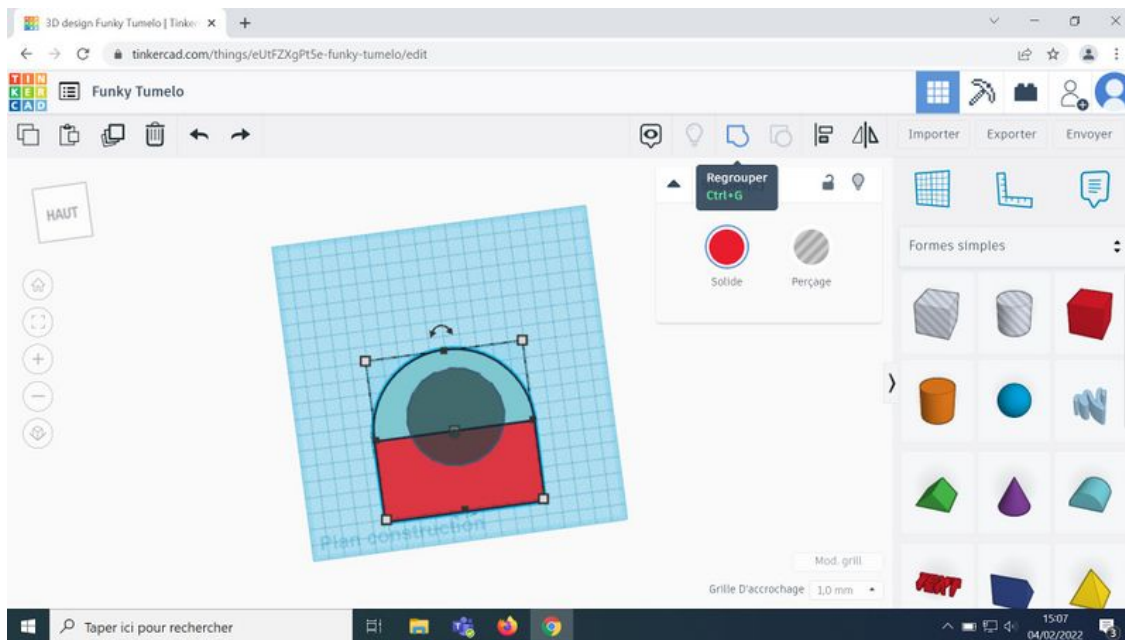 3D design Funky Tumelo | Tinker
tinkercad.com/things/eUtFZXgPt5e-funky-tumelo/edit
TIN
KER
CAD
Funky Tumelo
Importer
Exporter
Envoyer
Regrouper
Ctrl+G
HAUT
Solide
Perçage
Formes simples
Plan construction
TEXT
Mod. grill
Grille D'accrochage 1,0 mm
Taper ici pour rechercher
15:07
04/02/2022
3